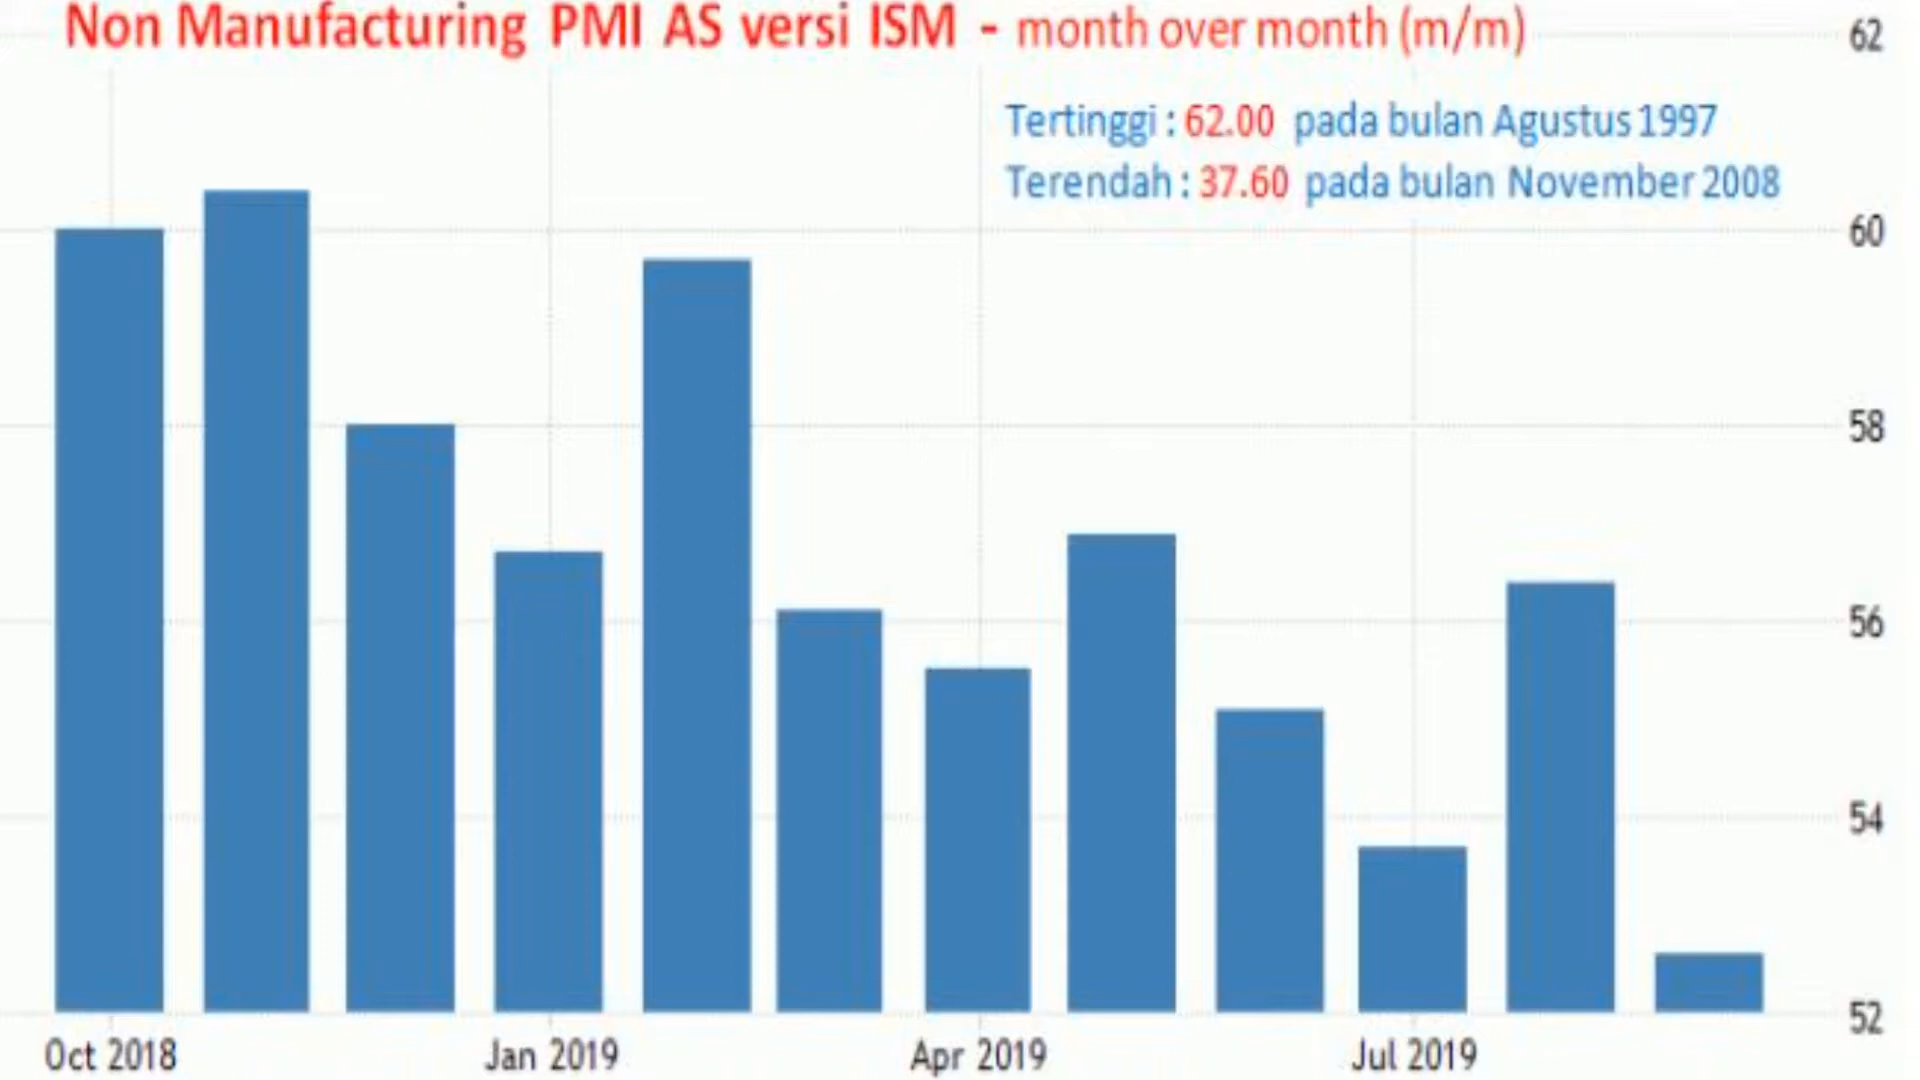 Non Manufacturing PMI AS versi ISM - month over month (m/m)
62
Tertinggi : 62.00 pada bulan Agustus 1997
Terendah : 37.60 pada bulan November 2008
60
58
56
54
52
Oct 2018
Jan 2019
Apr 2019
Jul 2019